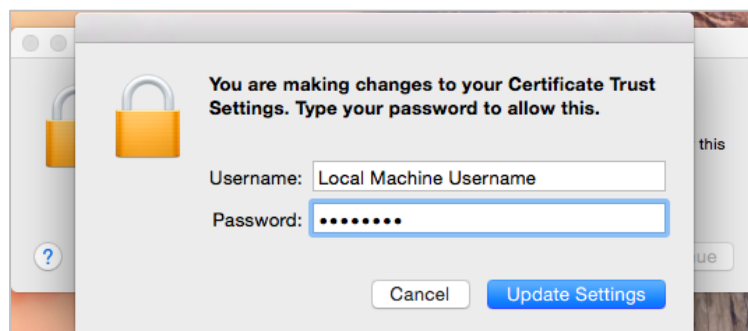 You are making changes to your Certificate Trust
Settings. Type your password to allow this.
this
Username: Local Machine Username
Password: ••••••••
?
ue
Cancel Update Settings